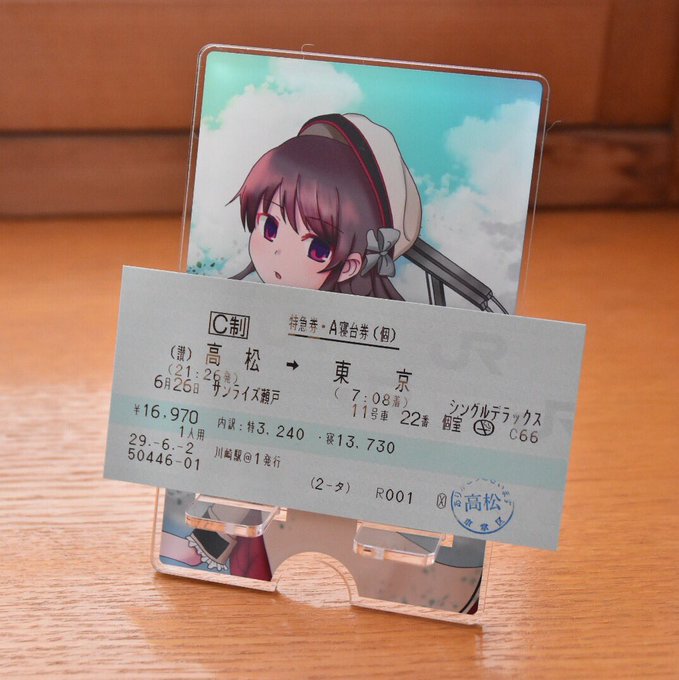 C制 特急券・A寝台券(個)
(讃) 高松 → 東京
(21:26発) (7:08着)
6月26日 サンライズ瀬戸 11号車 22番 個室 シングルデラックス C66
¥16,970 内訳:特3,240・寝13,730
1人用
29.-6.-2 川崎駅@1発行
50446-01 (2-タ) R001
高松
JR